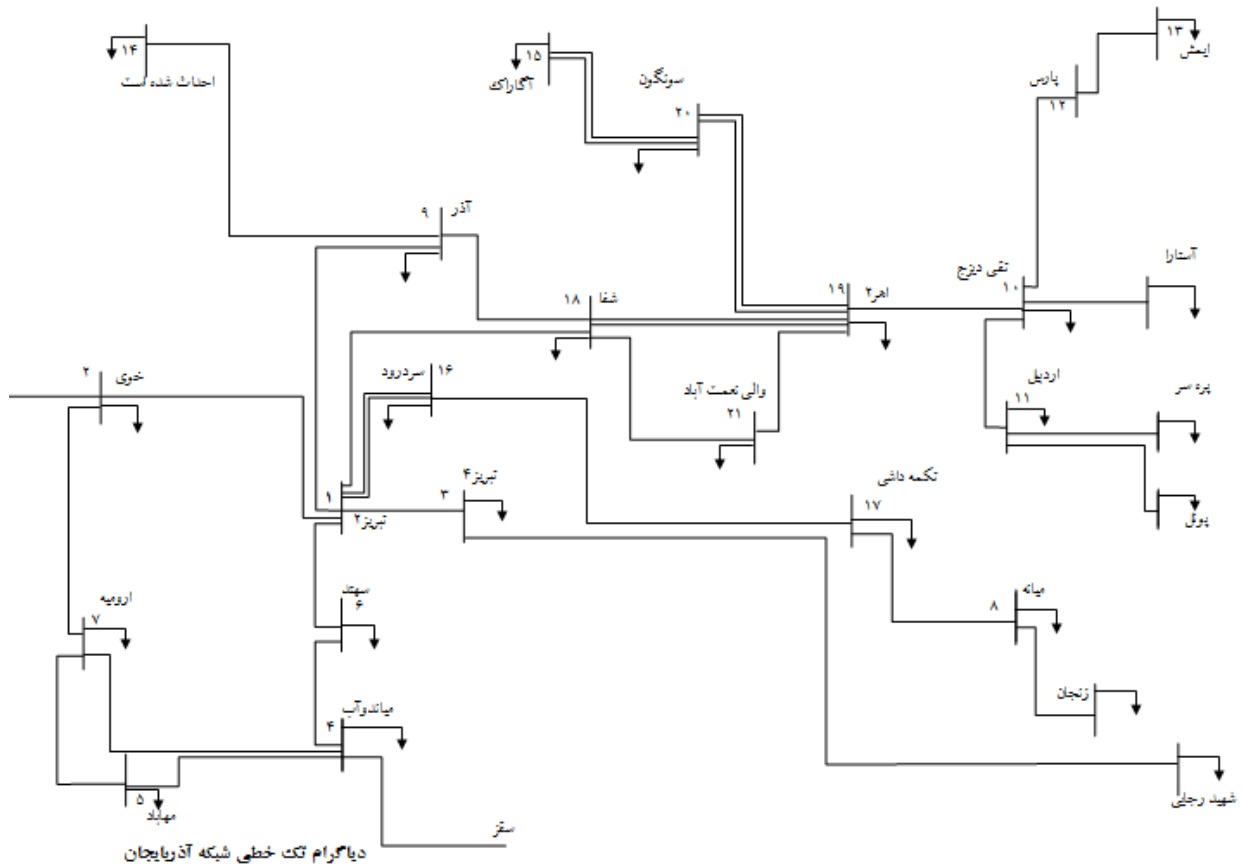 ۱۴
احداث شده است
۱۵
آگاراک
سونگون
۲۰
۱۳
ایمش
پارس
۱۲
۹
آذر
۱۸
شفا
۱۹
اهر۲
تقی دیزج
۱۰
آستارا
۲
خوی
سردرود
۱۶
والی نعمت آباد
۲۱
اردبیل
۱۱
پره سر
۱
تبریز۲
۳
تبریز۴
تکمه داشی
۱۷
پونل
ارومیه
۷
سهند
۶
میانه
۸
زنجان
میاندوآب
۴
۵
مهاباد
سقز
شهید رجایی
دیاگرام تک خطی شبکه آذربایجان